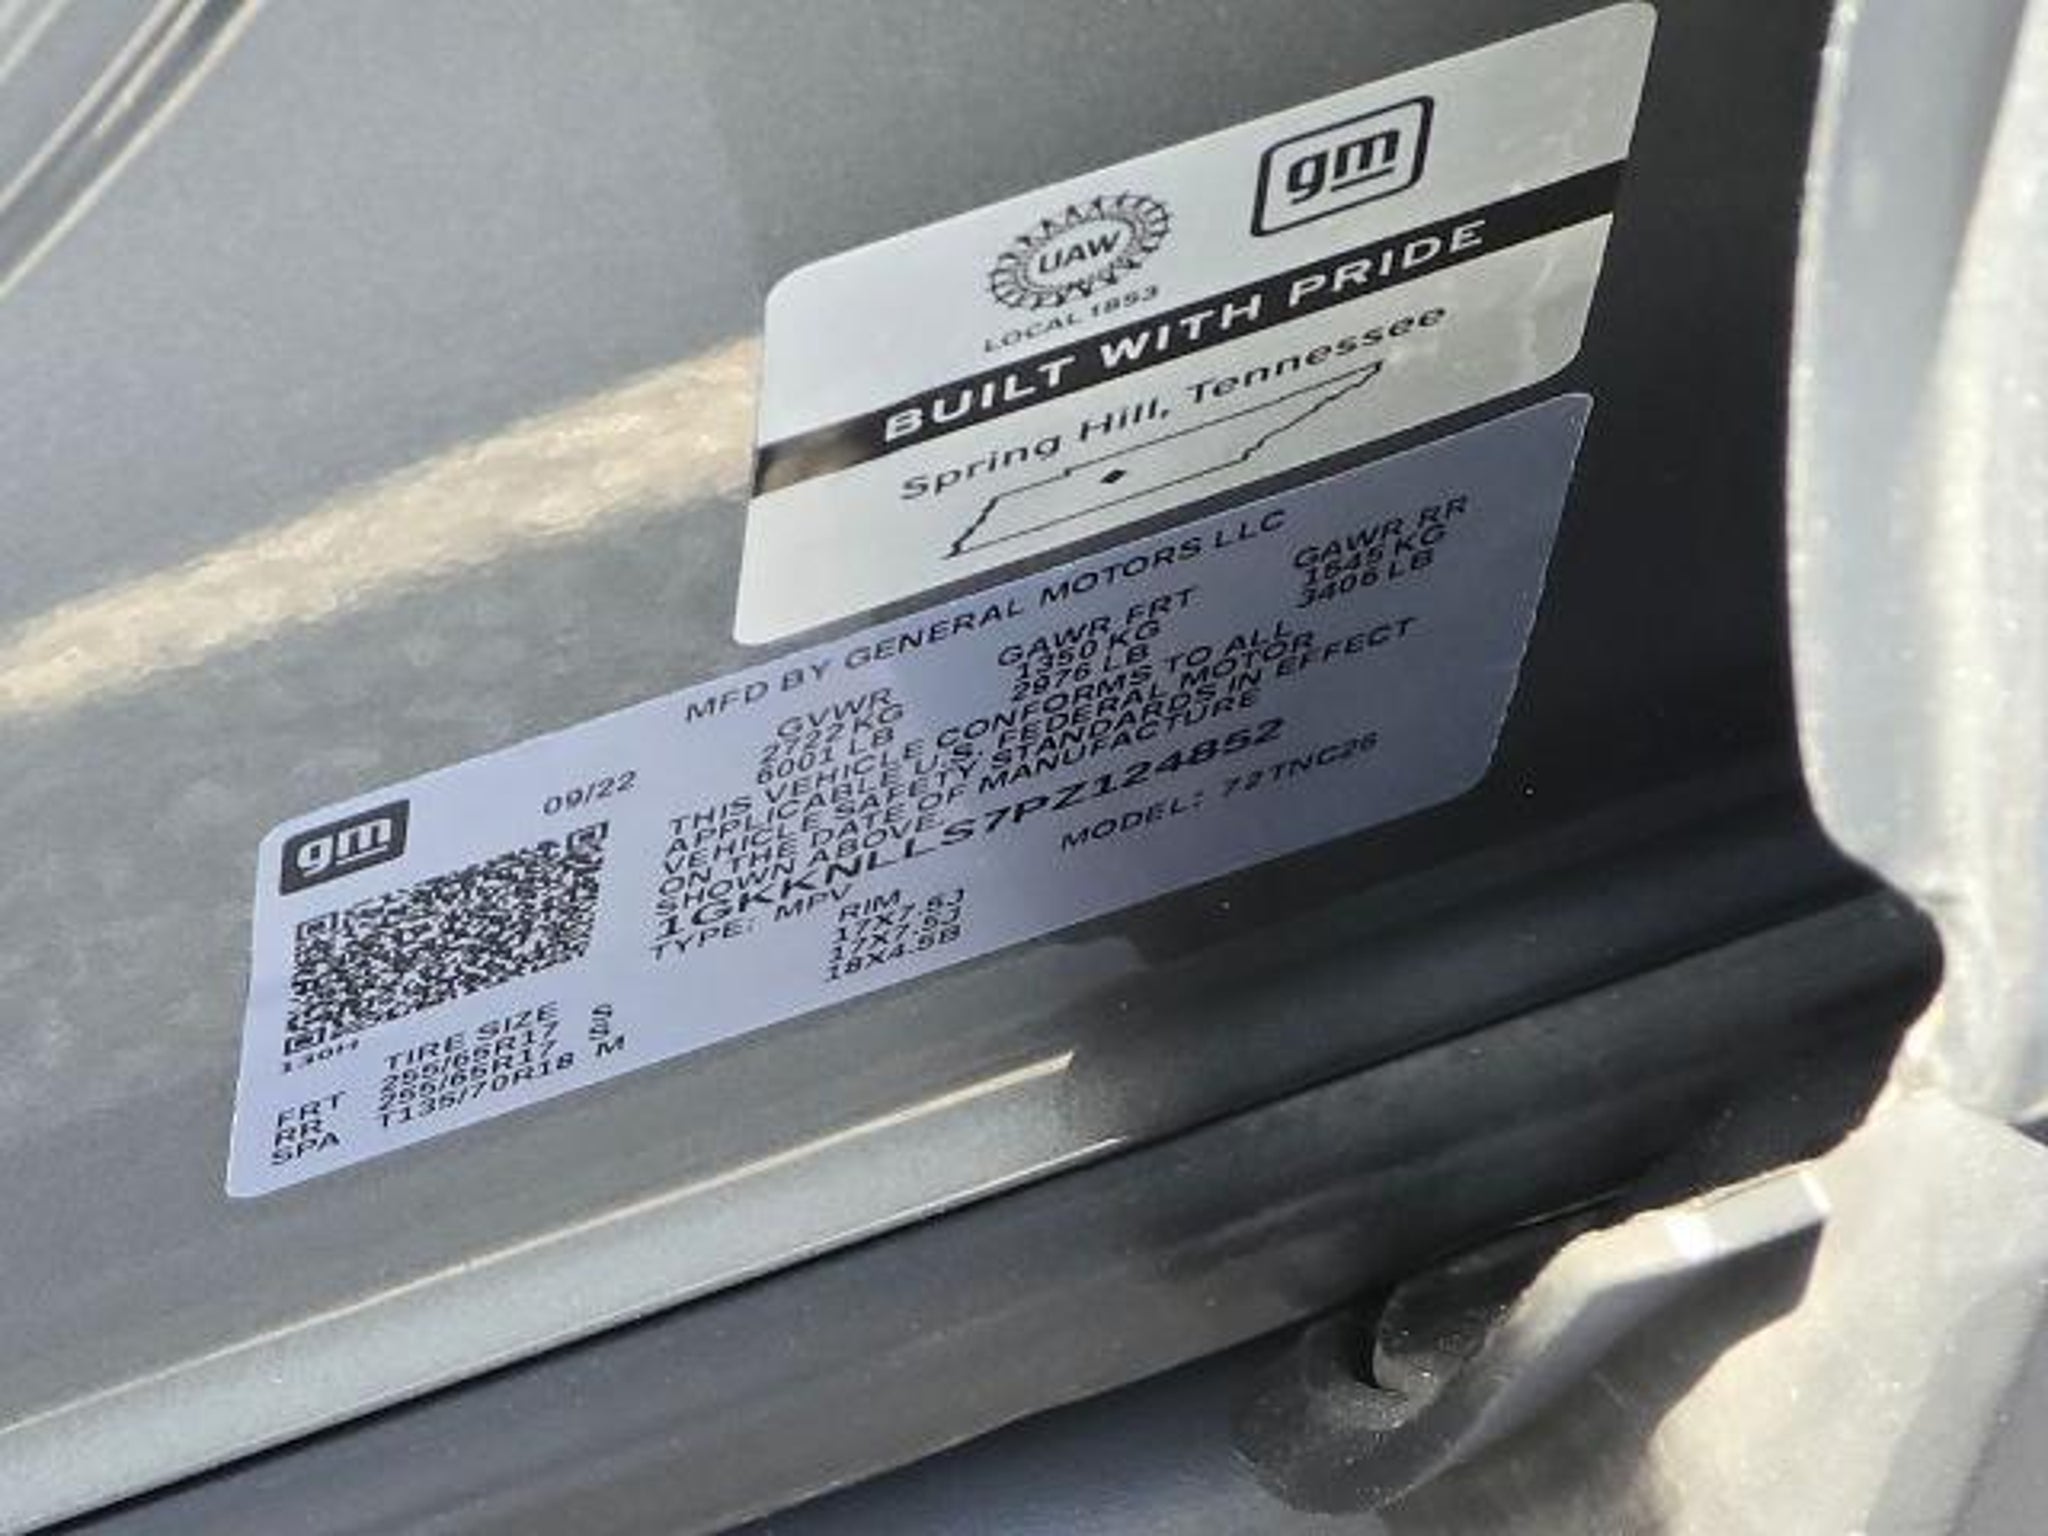 gm
UAW
LOCAL 1853
BUILT WITH PRIDE
Spring Hill, Tennessee
MFD BY GENERAL MOTORS LLC
gm
09/22
GVWR GAWR FRT GAWR RR
2722 KG 1350 KG 1545 KG
6001 LB 2976 LB 3406 LB
THIS VEHICLE CONFORMS TO ALL
APPLICABLE U.S. FEDERAL MOTOR
VEHICLE SAFETY STANDARDS IN EFFECT
ON THE DATE OF MANUFACTURE
SHOWN ABOVE.
1GKKNLLS7PZ124852
TYPE: MPV MODEL: 72TNC26
TIRE SIZE S RIM
FRT 255/65R17 S 17X7.5J
RR 255/65R17 S 17X7.5J
SPA T135/70R18 M 18X4.5B